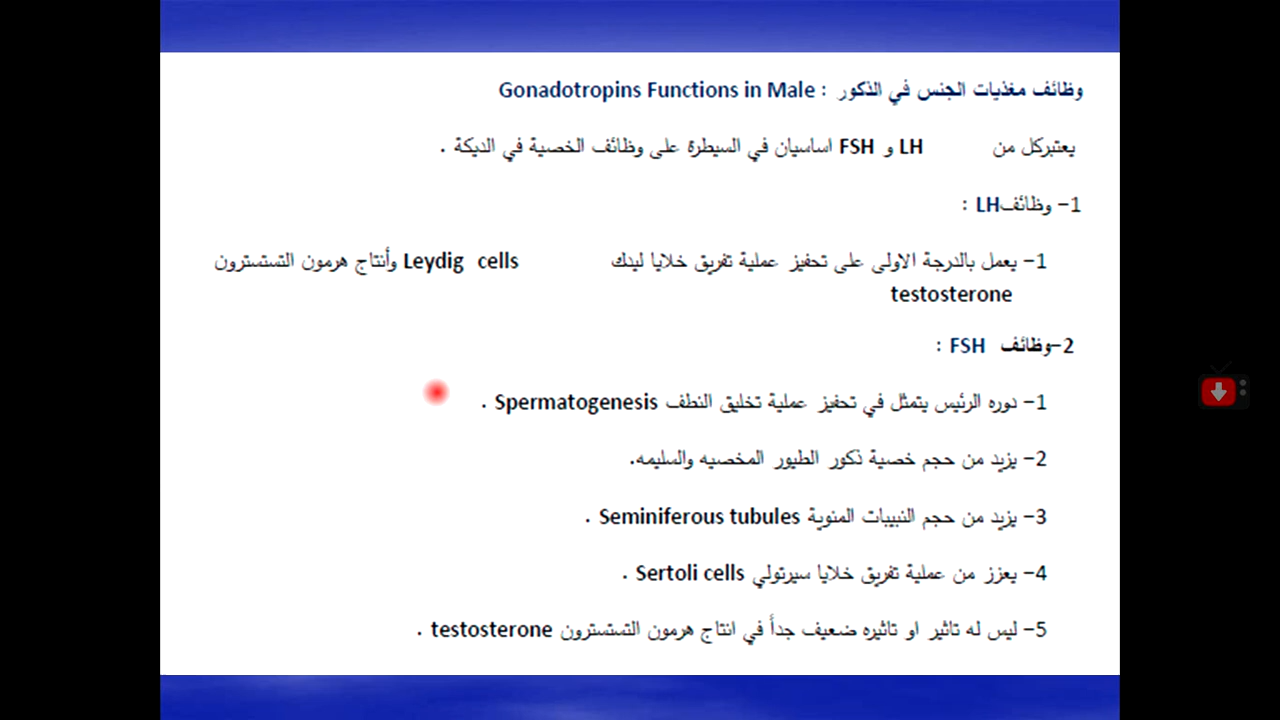 وظائف مغذيات الجنس في الذكور : Gonadotropins Functions in Male
يعتبركل من LH و FSH اساسيان في السيطرة على وظائف الخصية في الديكة .
1- وظائفLH :
1- يعمل بالدرجة الاولى على تحفيز عملية تفريق خلايا ليدك Leydig cells وأنتاج هرمون التستسترون
testosterone
2-وظائف FSH :
1- دوره الرئيس يتمثل في تحفيز عملية تخليق النطف Spermatogenesis .
2- يزيد من حجم خصية ذكور الطيور المخصيه والسليمه.
3- يزيد من حجم النبيبات المنوية Seminiferous tubules .
4- يعزز من عملية تفريق خلايا سيرتولي Sertoli cells .
5- ليس له تاثير او تاثيره ضعيف جداً في انتاج هرمون التستسترون testosterone .